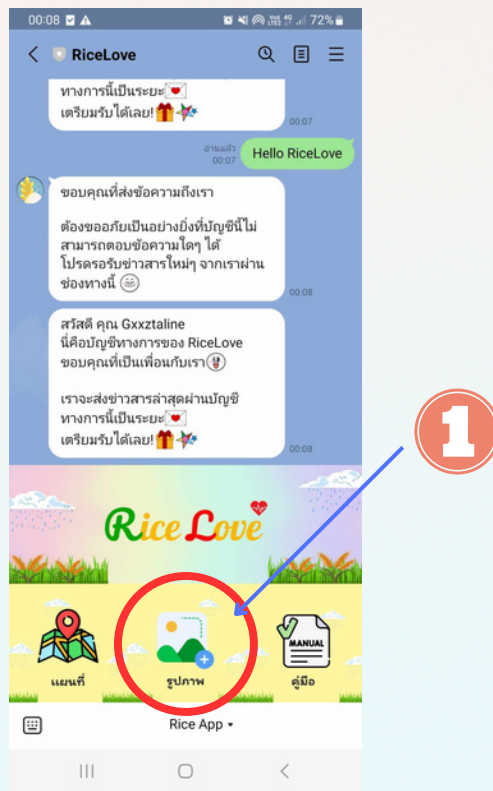 00:08
72%
RiceLove
ทางการนี้เป็นระยะ
เตรียมรับได้เลย!
00:07
อ่านแล้ว
00:07
Hello RiceLove
ขอบคุณที่ส่งข้อความถึงเรา
ต้องขออภัยเป็นอย่างยิ่งที่บัญชีนี้ไม่
สามารถตอบข้อความใดๆ ได้
โปรดรอรับข่าวสารใหม่ๆ จากเราผ่าน
ช่องทางนี้
00:08
สวัสดี คุณ Gxxztaline
นี่คือบัญชีทางการของ RiceLove
ขอบคุณที่เป็นเพื่อนกับเรา
เราจะส่งข่าวสารล่าสุดผ่านบัญชี
ทางการนี้เป็นระยะ
เตรียมรับได้เลย!
00:08
1
Rice Love
MANUAL
แผนที่
รูปภาพ
คู่มือ
Rice App